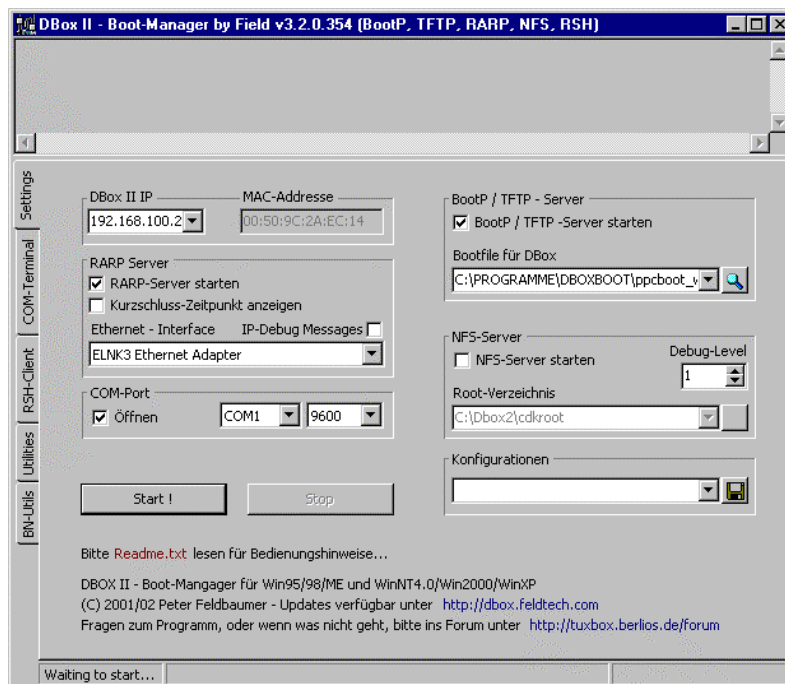 DBox II - Boot-Manager by Field v3.2.0.354 (BootP, TFTP, RARP, NFS, RSH)
Settings
COM-Terminal
RSH-Client
Utilities
BN-Utils
DBox II IP
MAC-Addresse
192.168.100.2
00:50:9C:2A:EC:14
RARP Server
RARP-Server starten
Kurzschluss-Zeitpunkt anzeigen
Ethernet - Interface
IP-Debug Messages
ELNK3 Ethernet Adapter
COM-Port
Öffnen
COM1
9600
BootP / TFTP - Server
BootP / TFTP -Server starten
Bootfile für DBox
C:\PROGRAMME\DBOXBOOT\ppcboot_
NFS-Server
NFS-Server starten
Debug-Level
1
Root-Verzeichnis
C:\Dbox2\cdkroot
Konfigurationen
Start !
Stop
Bitte Readme.txt lesen für Bedienungshinweise...
DBOX II - Boot-Mangager für Win95/98/ME und WinNT4.0/Win2000/WinXP
(C) 2001/02 Peter Feldbaumer - Updates verfügbar unter http://dbox.feldtech.com
Fragen zum Programm, oder wenn was nicht geht, bitte ins Forum unter http://tuxbox.berlios.de/forum
Waiting to start...